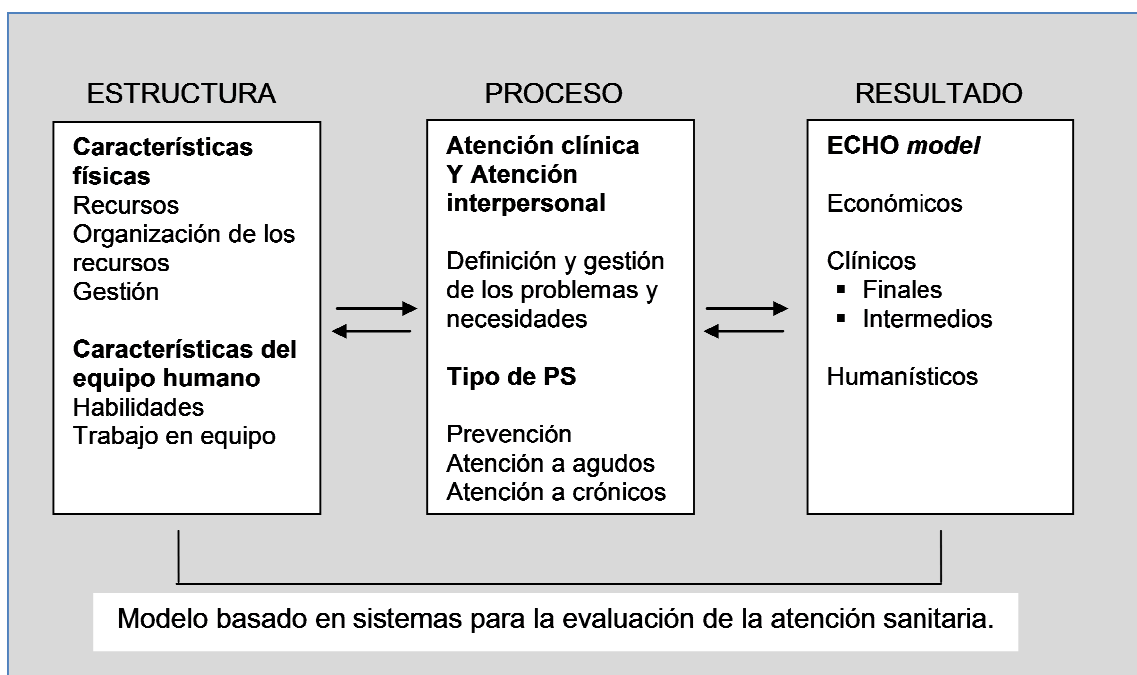 ESTRUCTURA
Características
físicas
Recursos
Organización de los
recursos
Gestión
Características del
equipo humano
Habilidades
Trabajo en equipo
PROCESO
Atención clínica
Y Atención
interpersonal
Definición y gestión
de los problemas y
necesidades
Tipo de PS
Prevención
Atención a agudos
Atención a crónicos
RESULTADO
ECHO model
Económicos
Clínicos
▪ Finales
▪ Intermedios
Humanísticos
Modelo basado en sistemas para la evaluación de la atención sanitaria.